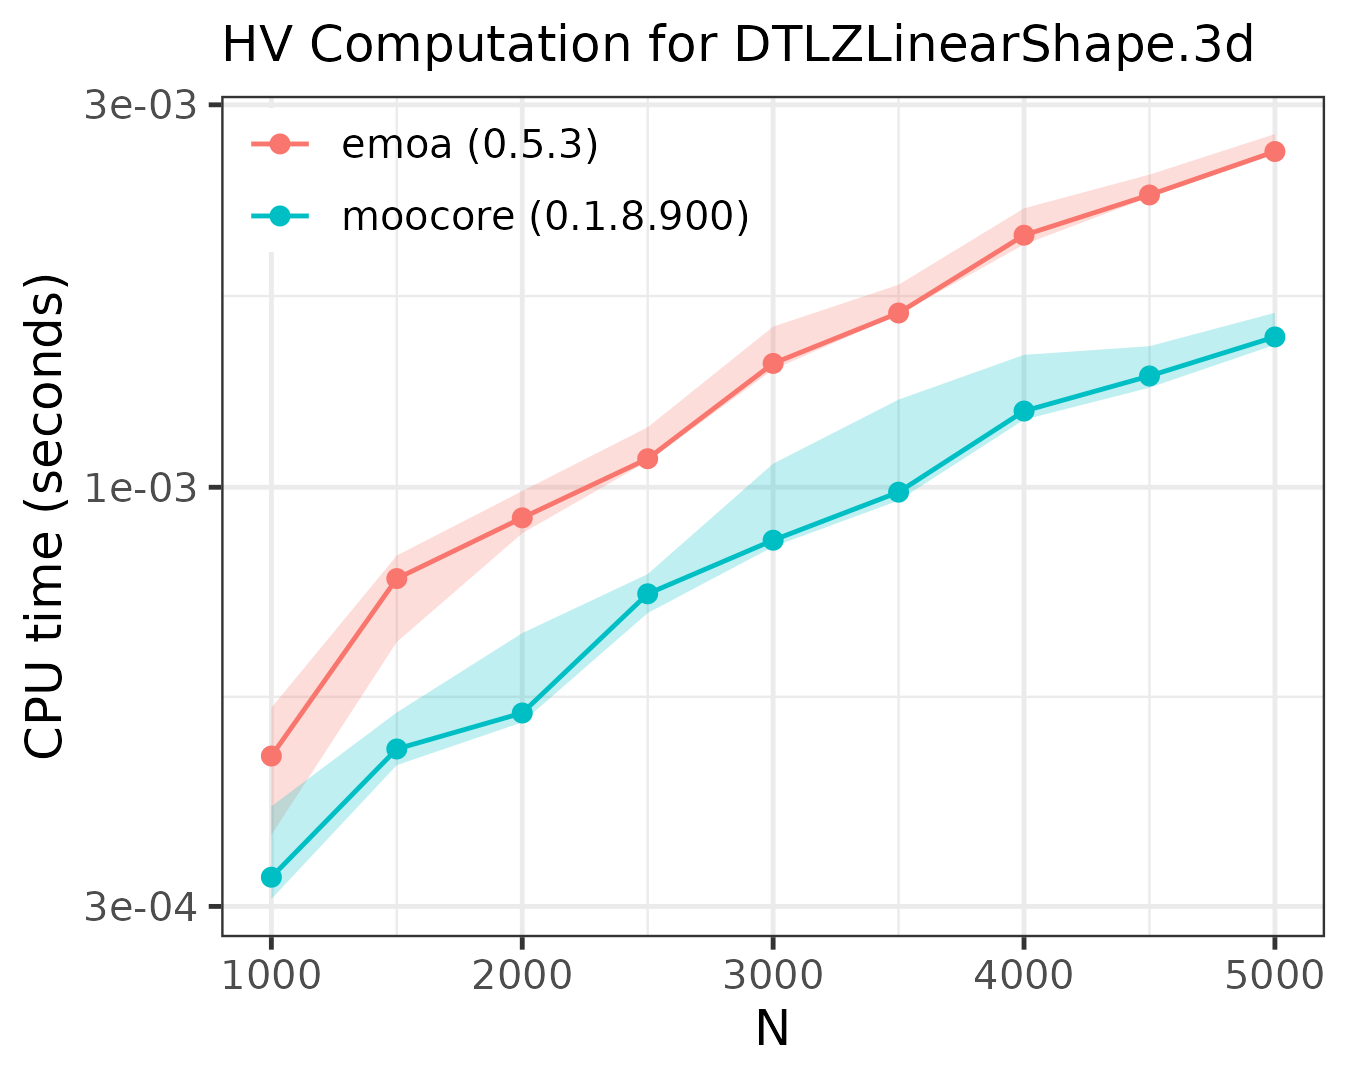 HV Computation for DTLZLinearShape.3d
3e-03
1e-03
3e-04
CPU time (seconds)
emoa (0.5.3)
moocore (0.1.8.900)
1000 2000 3000 4000 5000
N